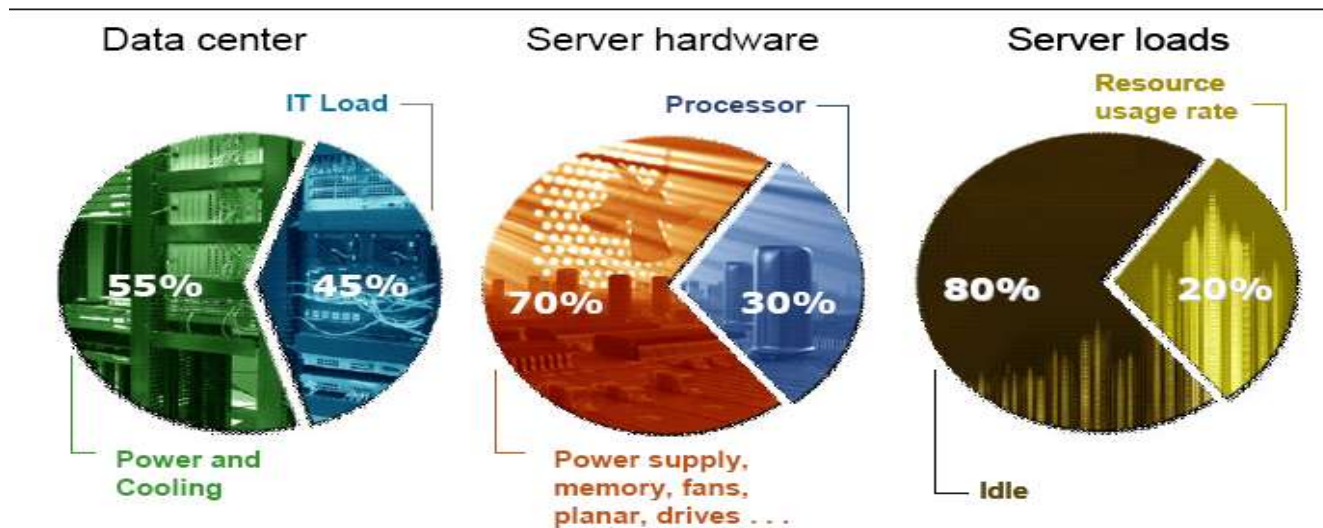 Data center
Server hardware
Server loads
IT Load
Processor
Resource
usage rate
55%
45%
70%
30%
80%
20%
Power and
Cooling
Power supply,
memory, fans,
planar, drives . . .
Idle